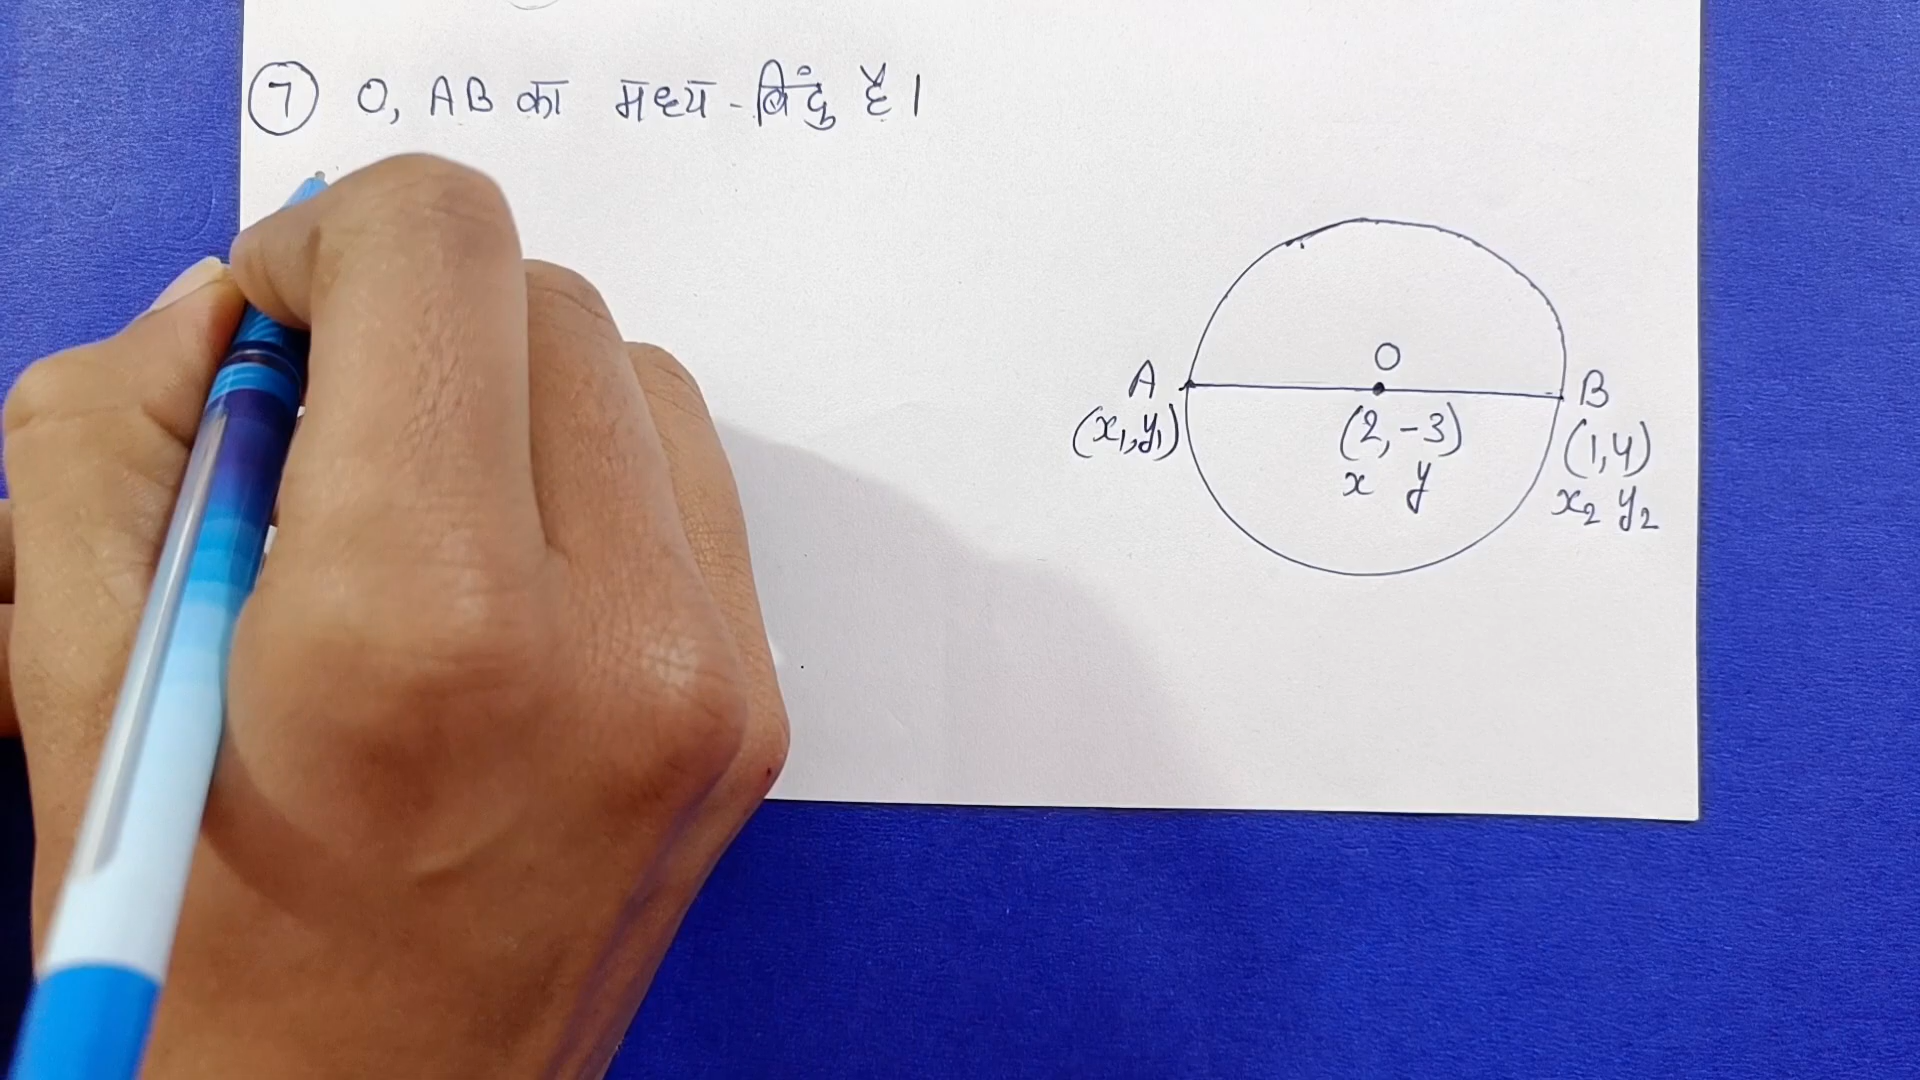 7 O, AB का मध्य-बिंदु है।
O
A B
(x₁,y₁) (2,-3) (1,4)
x y x₂ y₂